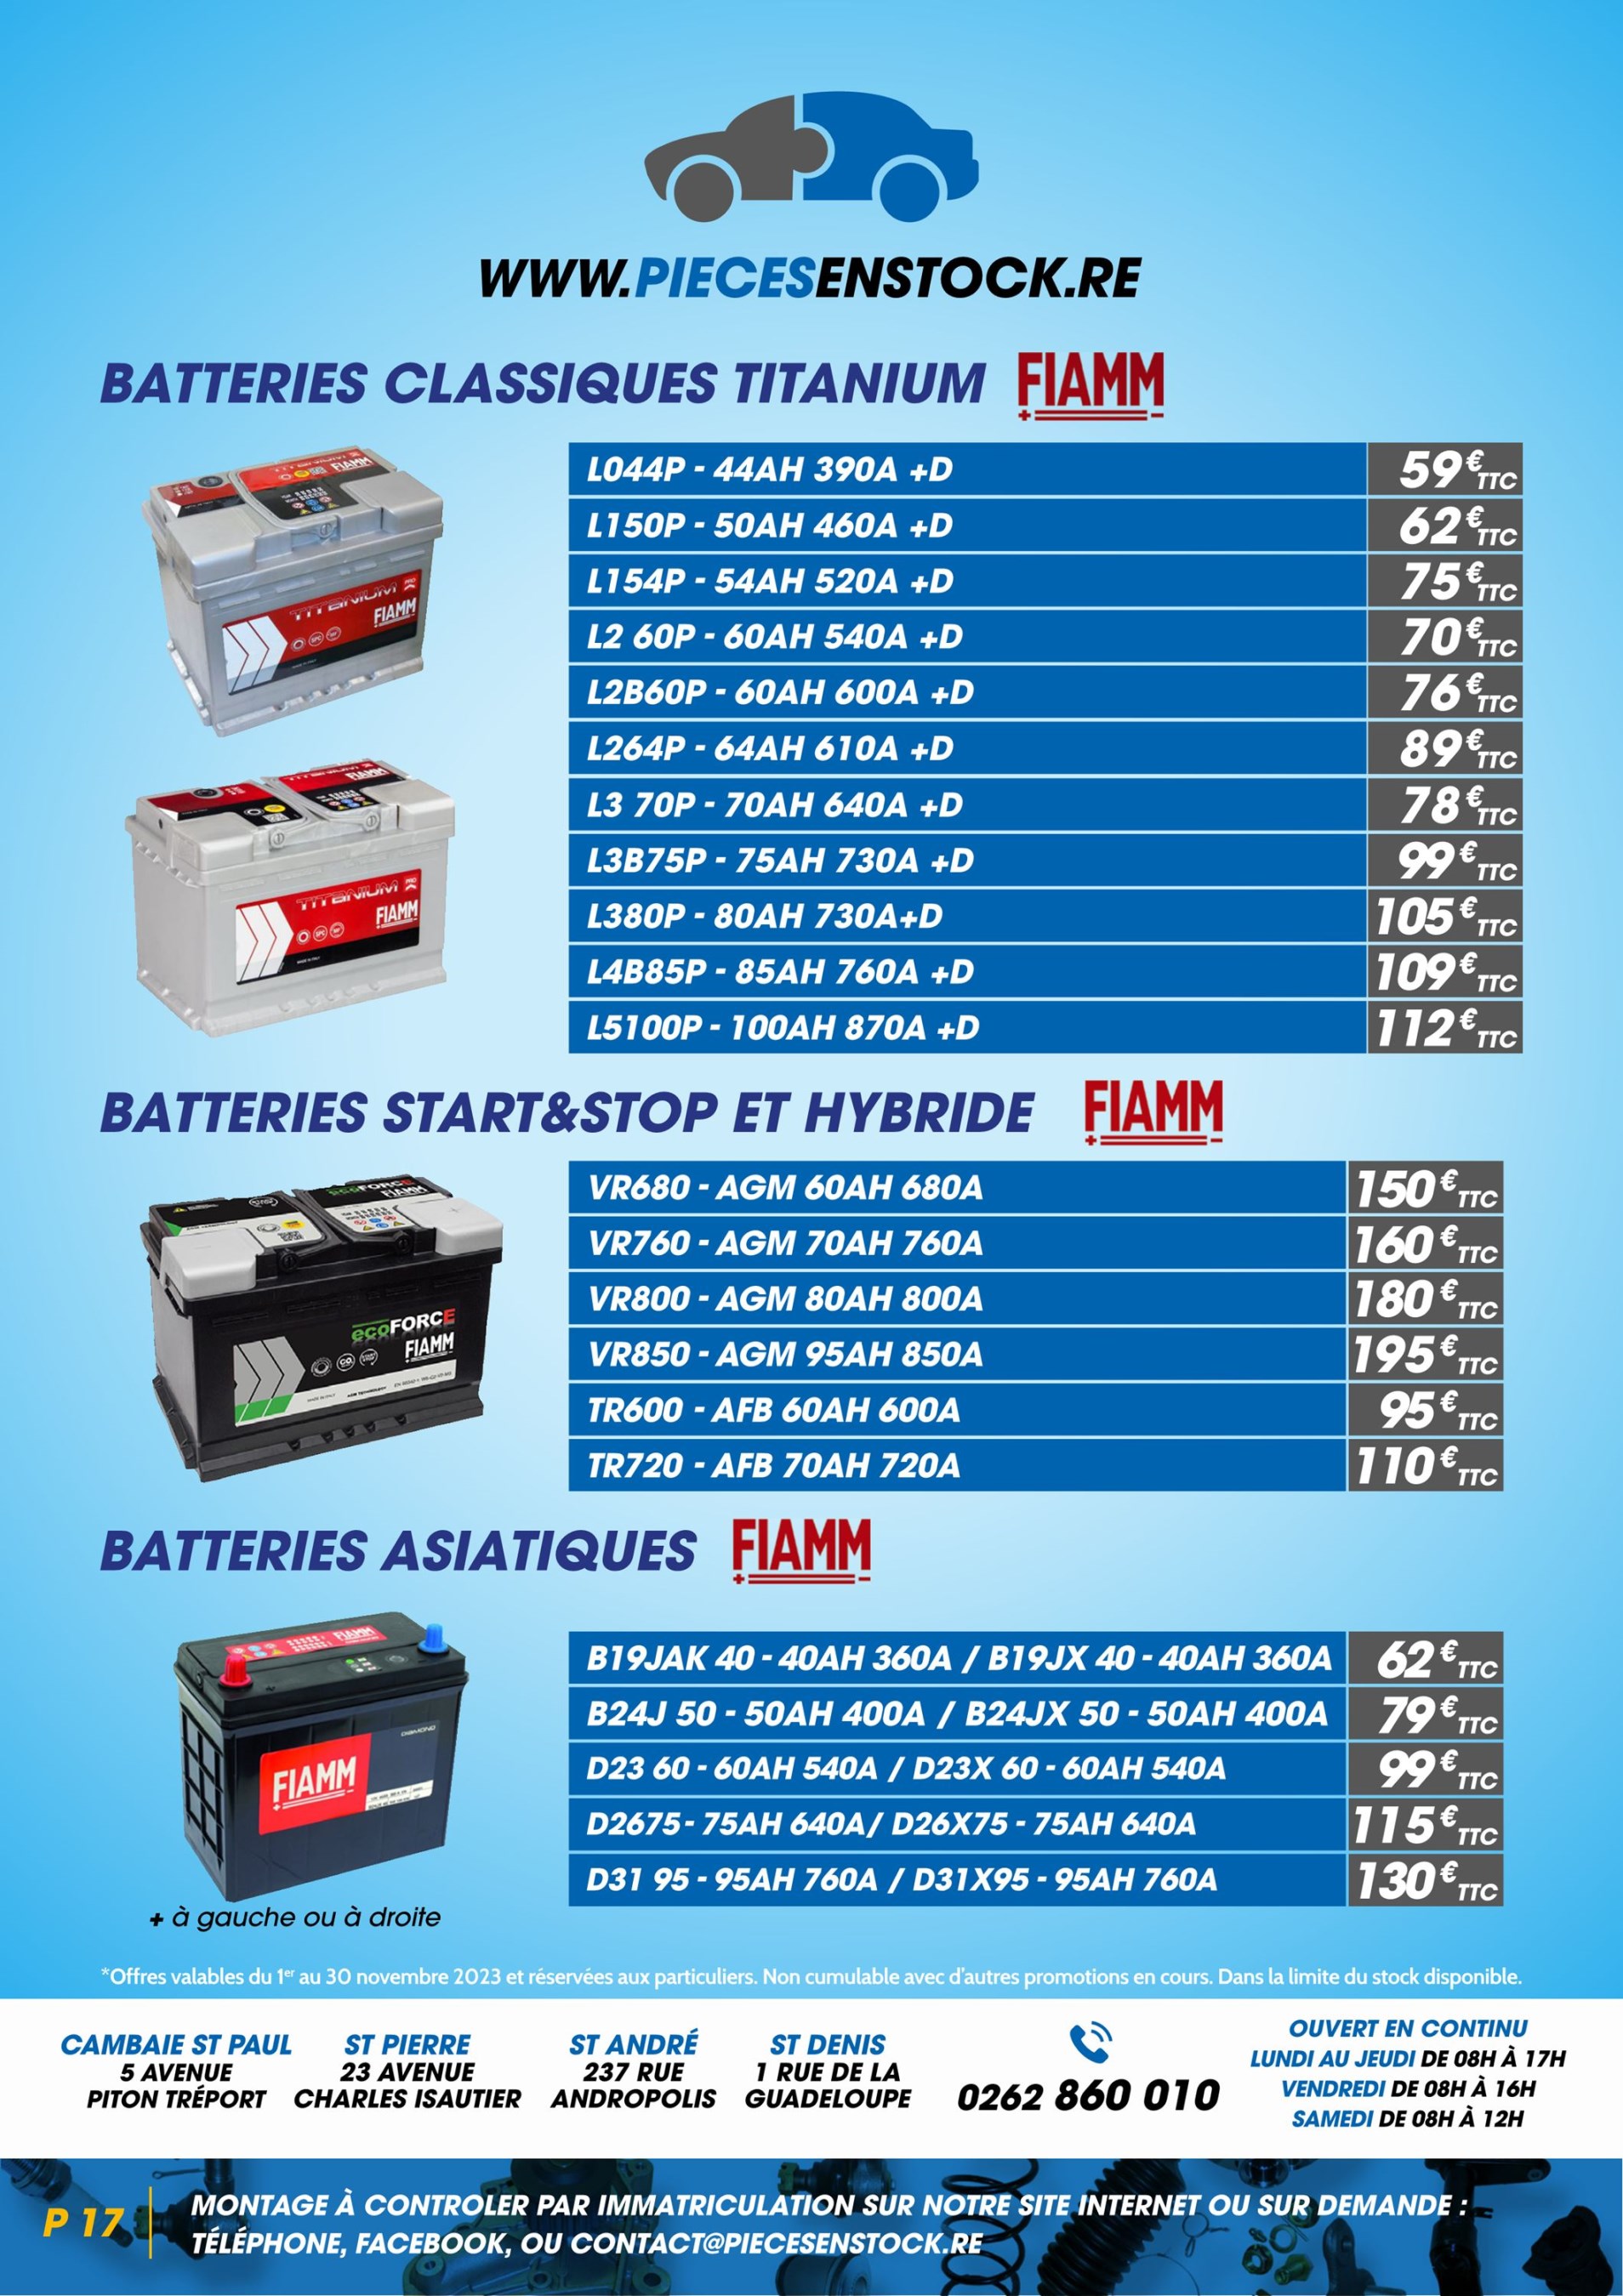 WWW.PIECESENSTOCK.RE
BATTERIES CLASSIQUES TITANIUM FIAMM
L044P - 44AH 390A +D 59€TTC
L150P - 50AH 460A +D 62€TTC
L154P - 54AH 520A +D 75€TTC
L2 60P - 60AH 540A +D 70€TTC
L2B60P - 60AH 600A +D 76€TTC
L264P - 64AH 610A +D 89€TTC
L3 70P - 70AH 640A +D 78€TTC
L3B75P - 75AH 730A +D 99€TTC
L380P - 80AH 730A+D 105€TTC
L4B85P - 85AH 760A +D 109€TTC
L5100P - 100AH 870A +D 112€TTC
TITANIUM PRO
FIAMM
TITANIUM PRO
FIAMM
BATTERIES START&STOP ET HYBRIDE FIAMM
VR680 - AGM 60AH 680A 150€TTC
VR760 - AGM 70AH 760A 160€TTC
VR800 - AGM 80AH 800A 180€TTC
VR850 - AGM 95AH 850A 195€TTC
TR600 - AFB 60AH 600A 95€TTC
TR720 - AFB 70AH 720A 110€TTC
ecoFORCE
FIAMM
BATTERIES ASIATIQUES FIAMM
B19JAK 40 - 40AH 360A / B19JX 40 - 40AH 360A 62€TTC
B24J 50 - 50AH 400A / B24JX 50 - 50AH 400A 79€TTC
D23 60 - 60AH 540A / D23X 60 - 60AH 540A 99€TTC
D2675- 75AH 640A/ D26X75 - 75AH 640A 115€TTC
D31 95 - 95AH 760A / D31X95 - 95AH 760A 130€TTC
DIAMOND
FIAMM
+ à gauche ou à droite
*Offres valables du 1er au 30 novembre 2023 et réservées aux particuliers. Non cumulable avec d'autres promotions en cours. Dans la limite du stock disponible.
CAMBAIE ST PAUL
5 AVENUE
PITON TRÉPORT
ST PIERRE
23 AVENUE
CHARLES ISAUTIER
ST ANDRÉ
237 RUE
ANDROPOLIS
ST DENIS
1 RUE DE LA
GUADELOUPE
0262 860 010
OUVERT EN CONTINU
LUNDI AU JEUDI DE 08H À 17H
VENDREDI DE 08H À 16H
SAMEDI DE 08H À 12H
P 17
MONTAGE À CONTROLER PAR IMMATRICULATION SUR NOTRE SITE INTERNET OU SUR DEMANDE :
TÉLÉPHONE, FACEBOOK, OU CONTACT@PIECESENSTOCK.RE